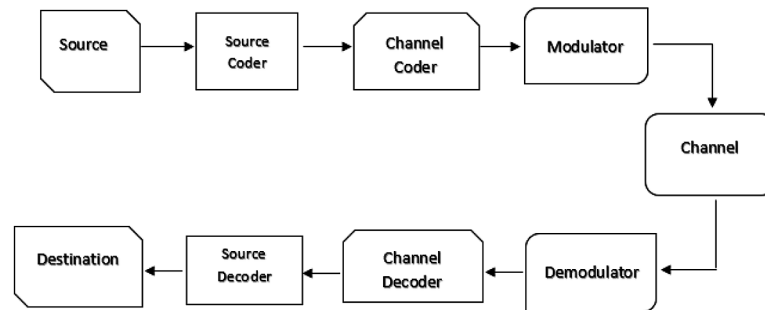 Source
Source
Coder
Channel
Coder
Modulator
Channel
Destination
Source
Decoder
Channel
Decoder
Demodulator